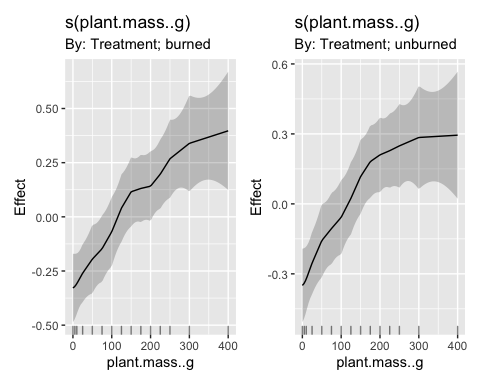 s(plant.mass..g)
By: Treatment; burned
Effect
0.50
0.25
0.00
-0.25
-0.50
0 100 200 300 400
plant.mass..g
s(plant.mass..g)
By: Treatment; unburned
Effect
0.6
0.3
0.0
-0.3
0 100 200 300 400
plant.mass..g